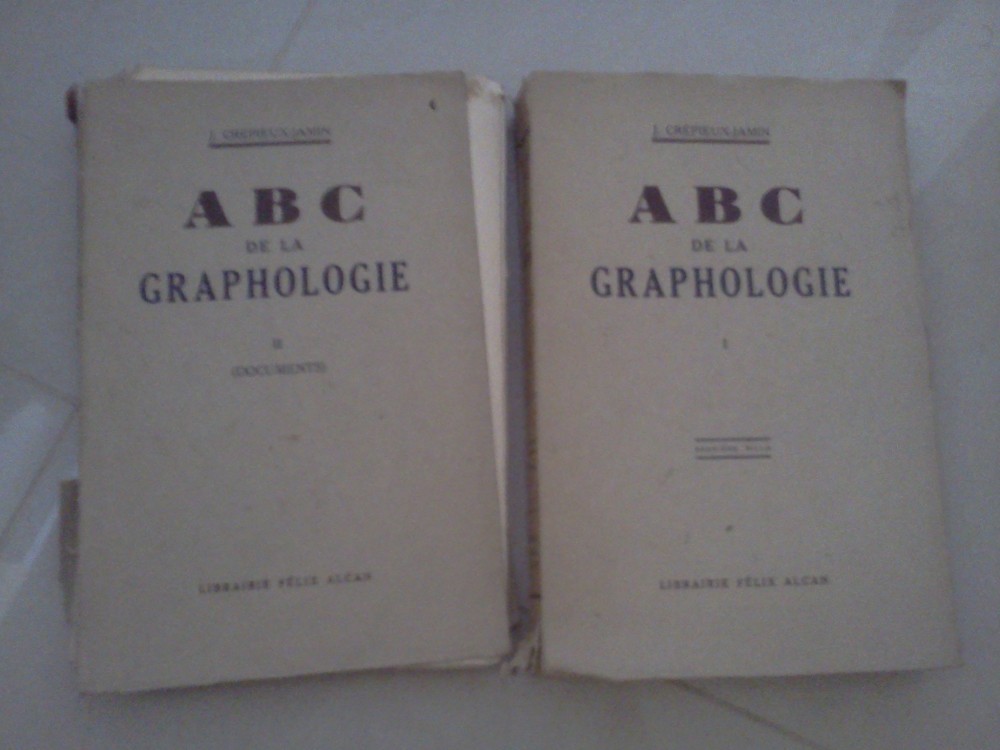 J. CRÉPIEUX-JAMIN
ABC
DE LA
GRAPHOLOGIE
II
(DOCUMENTS)
LIBRAIRIE FÉLIX ALCAN
J. CRÉPIEUX-JAMIN
ABC
DE LA
GRAPHOLOGIE
I
LIBRAIRIE FÉLIX ALCAN